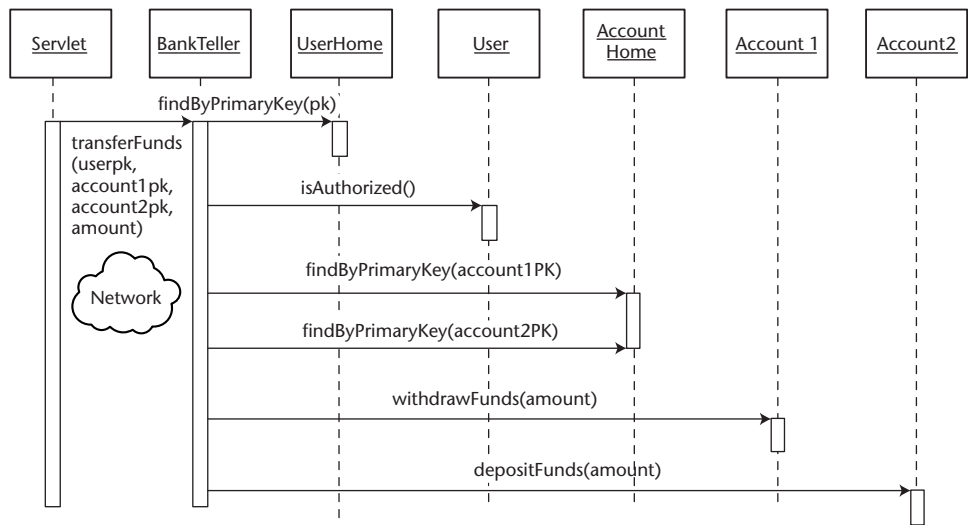 Servlet
BankTeller
UserHome
User
Account
Home
Account 1
Account2
findByPrimaryKey(pk)
transferFunds
(userpk,
account1pk,
account2pk,
amount)
isAuthorized()
Network
findByPrimaryKey(account1PK)
findByPrimaryKey(account2PK)
withdrawFunds(amount)
depositFunds(amount)